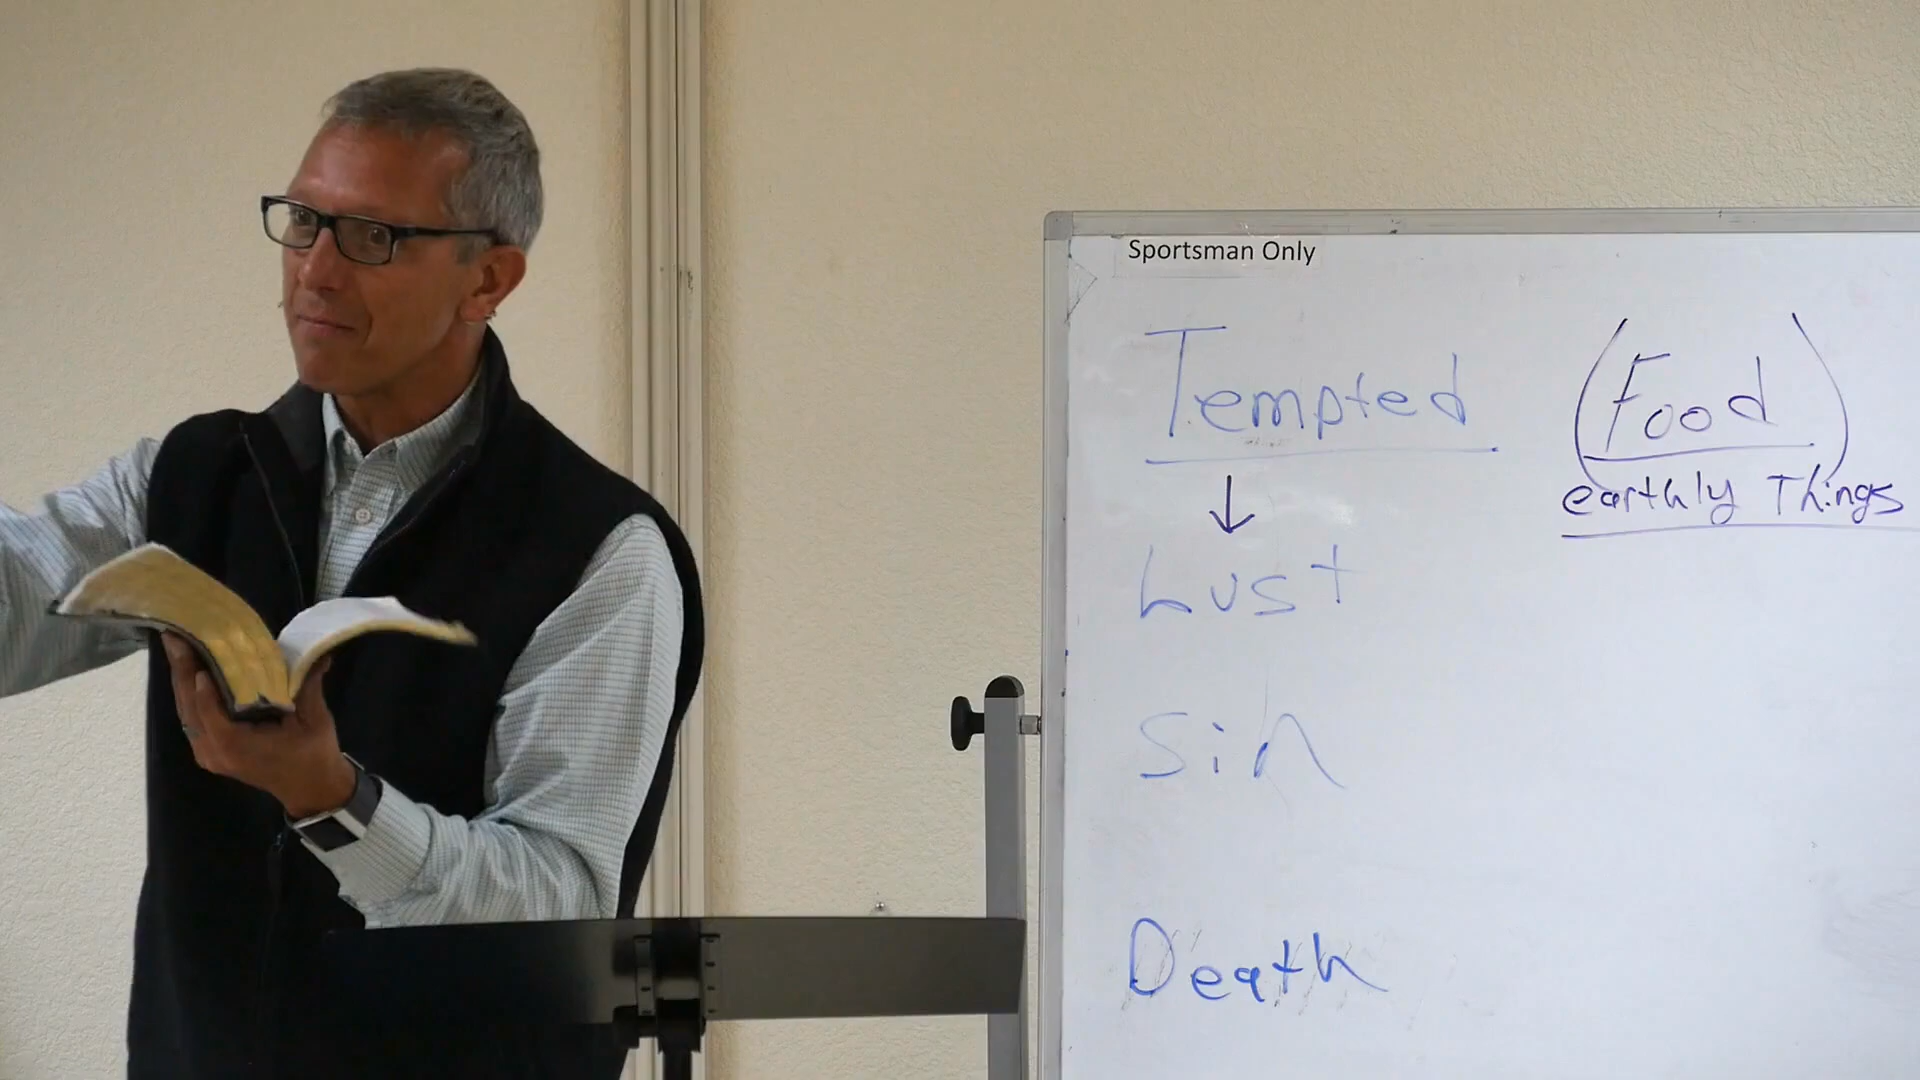 Sportsman Only
Tempted (Food)
earthly Things
Lust
Sin
Death